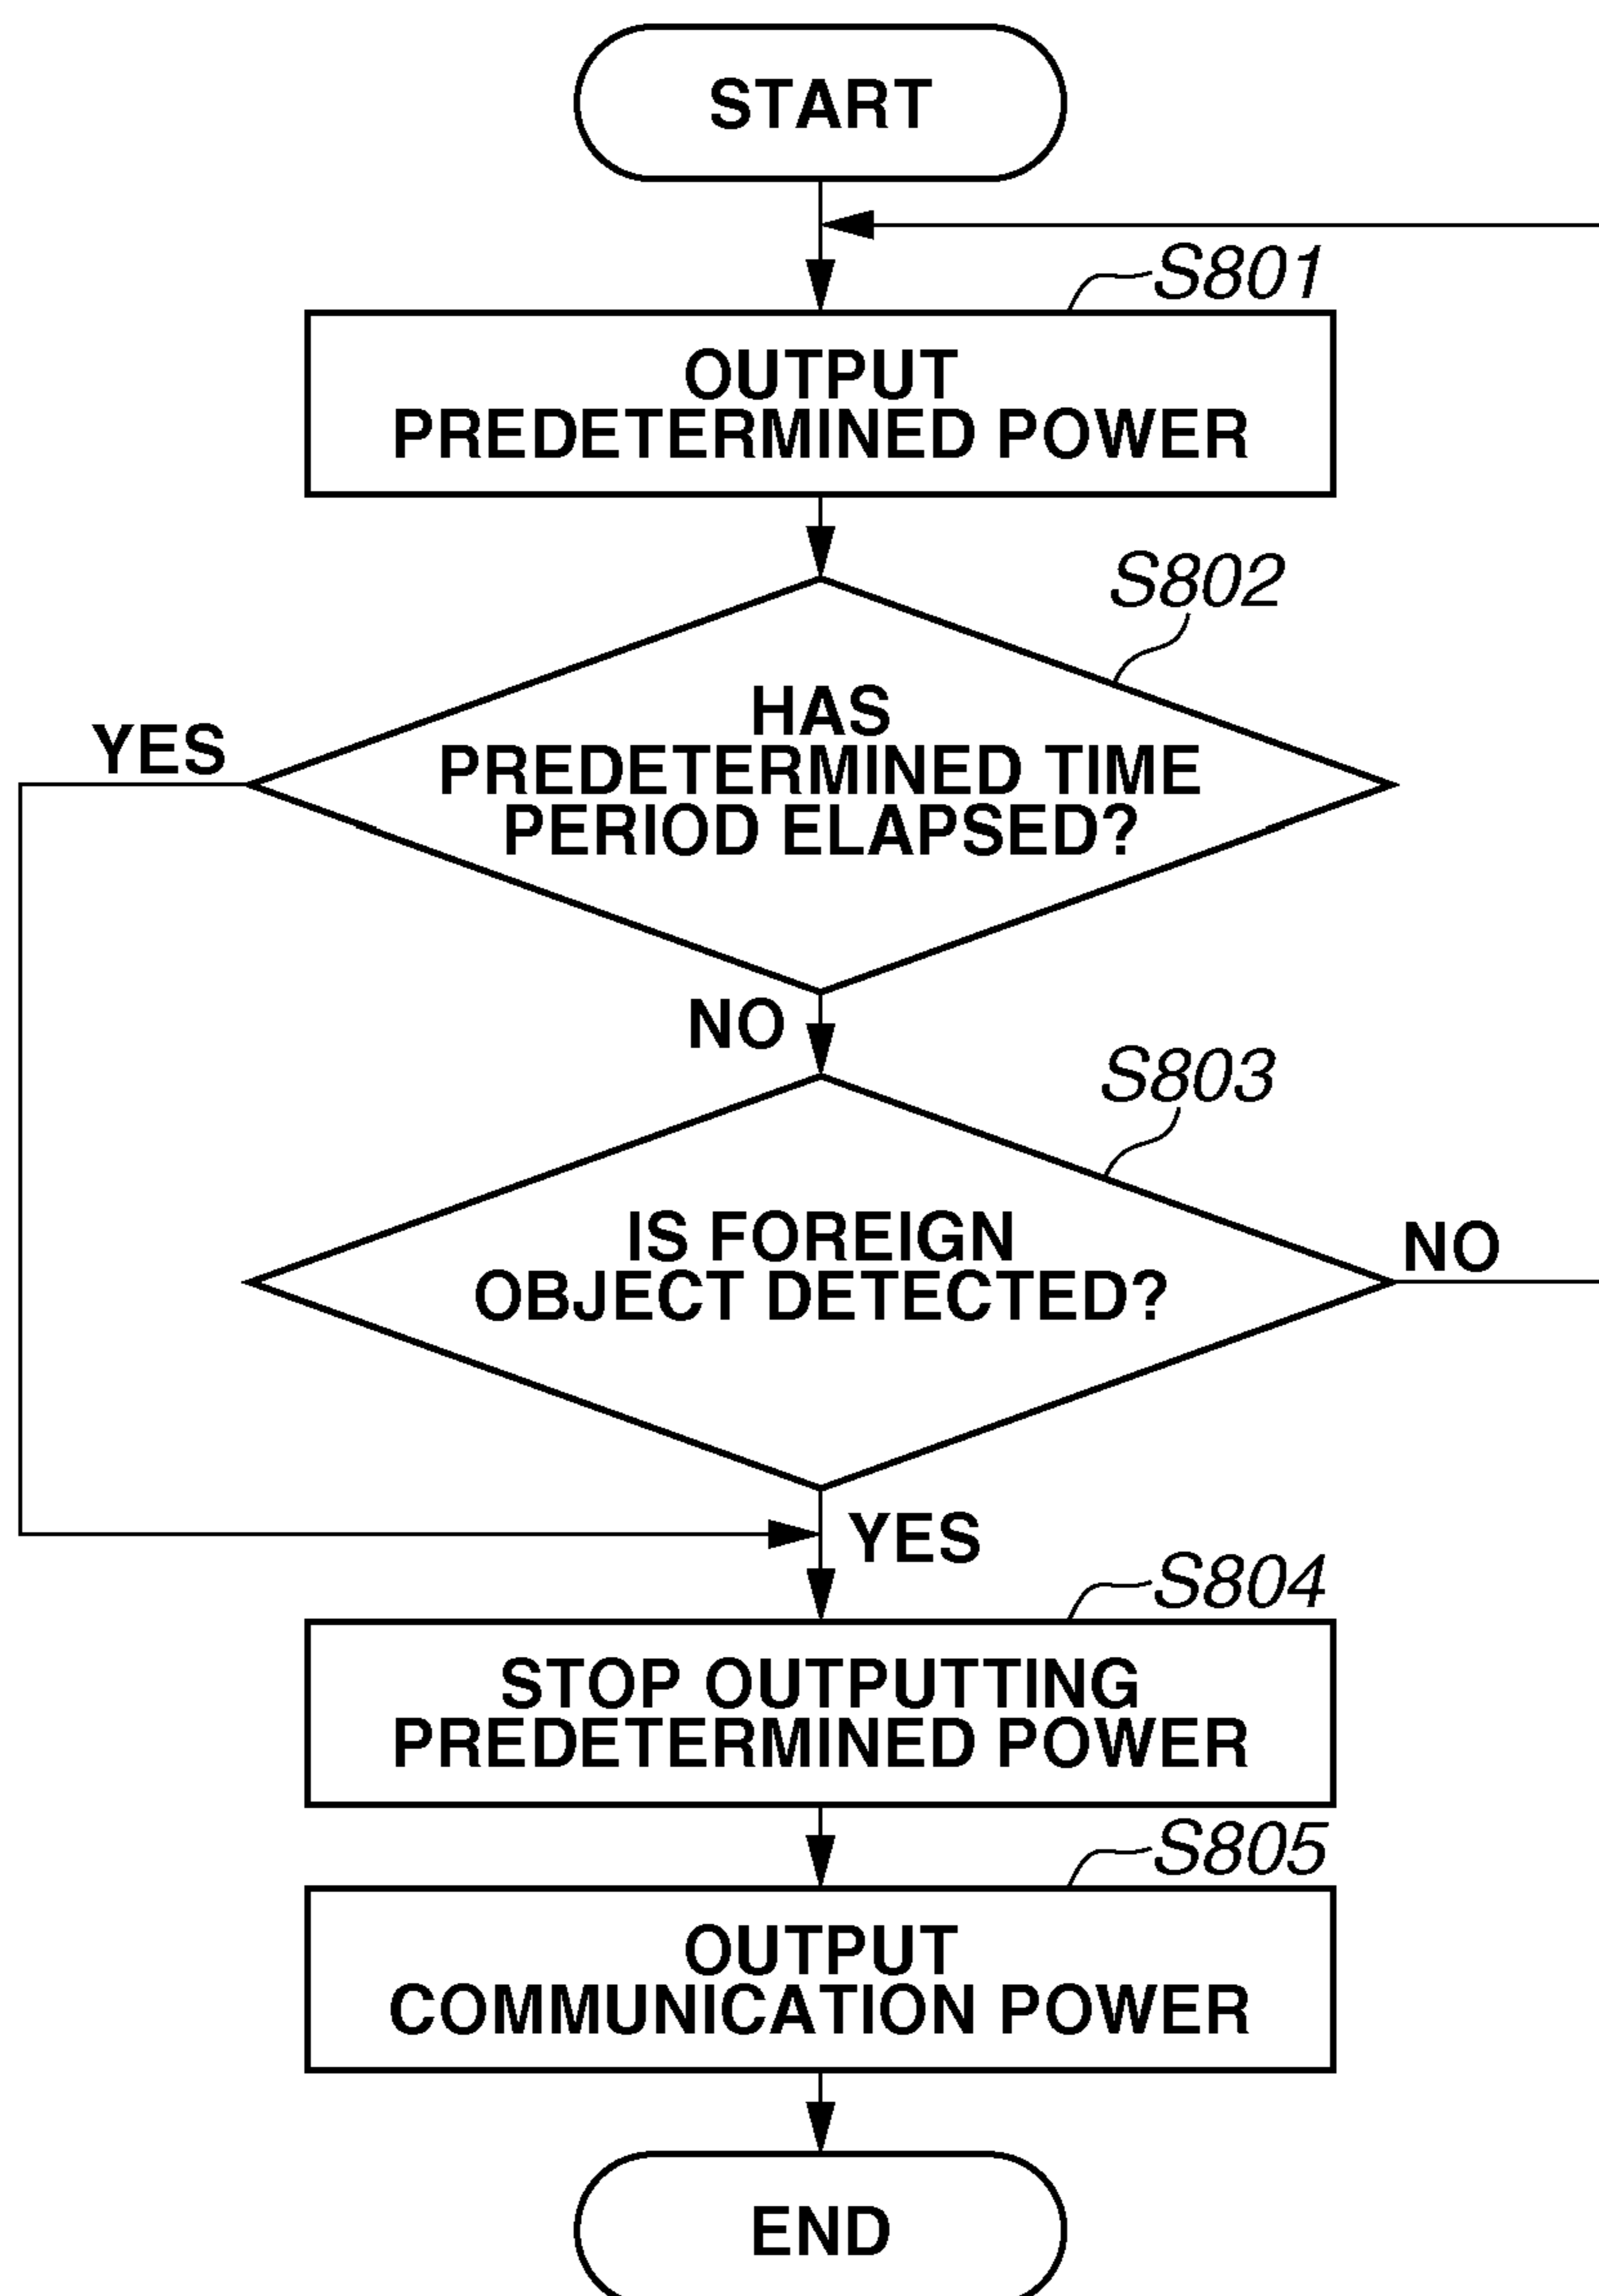 START
S801
OUTPUT
PREDETERMINED POWER
S802
HAS
PREDETERMINED TIME
PERIOD ELAPSED?
YES
NO
S803
IS FOREIGN
OBJECT DETECTED?
NO
YES
S804
STOP OUTPUTTING
PREDETERMINED POWER
S805
OUTPUT
COMMUNICATION POWER
END